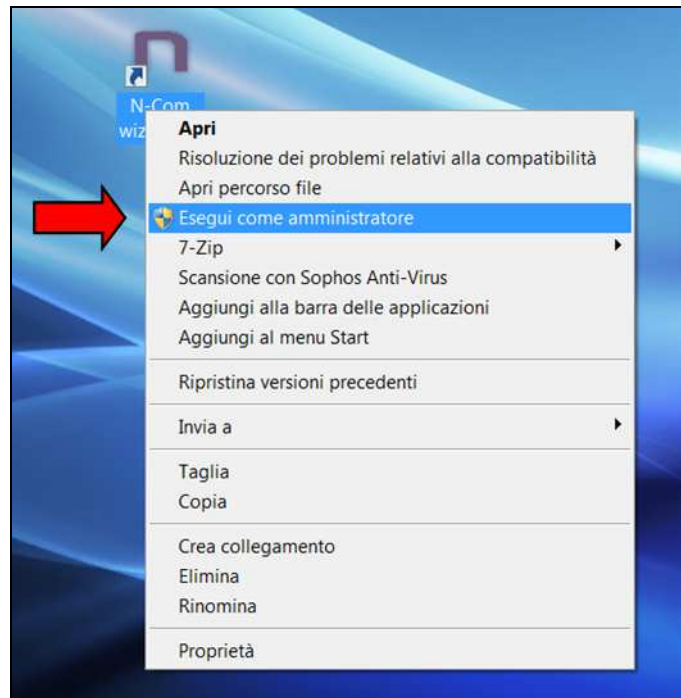 n
N-Com
wiz
Apri
Risoluzione dei problemi relativi alla compatibilità
Apri percorso file
Esegui come amministratore
7-Zip
Scansione con Sophos Anti-Virus
Aggiungi alla barra delle applicazioni
Aggiungi al menu Start
Ripristina versioni precedenti
Invia a
Taglia
Copia
Crea collegamento
Elimina
Rinomina
Proprietà